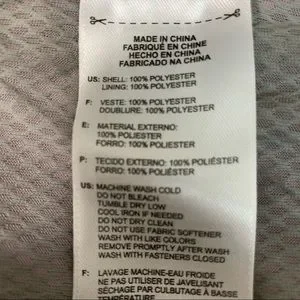 MADE IN CHINA
FABRIQUÉ EN CHINE
HECHO EN CHINA
FABRICADO NA CHINA
US: SHELL: 100% POLYESTER
LINING: 100% POLYESTER
F: VESTE: 100% POLYESTER
DOUBLURE: 100% POLYESTER
E: MATERIAL EXTERNO:
100% POLIÉSTER
FORRO: 100% POLIÉSTER
P: TECIDO EXTERNO: 100% POLIÉSTER
FORRO: 100% POLIÉSTER
US: MACHINE WASH COLD
DO NOT BLEACH
TUMBLE DRY LOW
COOL IRON IF NEEDED
DO NOT DRY CLEAN
DO NOT USE FABRIC SOFTENER
WASH WITH LIKE COLORS
REMOVE PROMPTLY AFTER WASH
WASH WITH FASTENERS CLOSED
F: LAVAGE MACHINE-EAU FROIDE
NE PAS UTILISER DE JAVELISANT
SÉCHAGE PAR CULBUTAGE À BASSE
TEMPÉRATURE